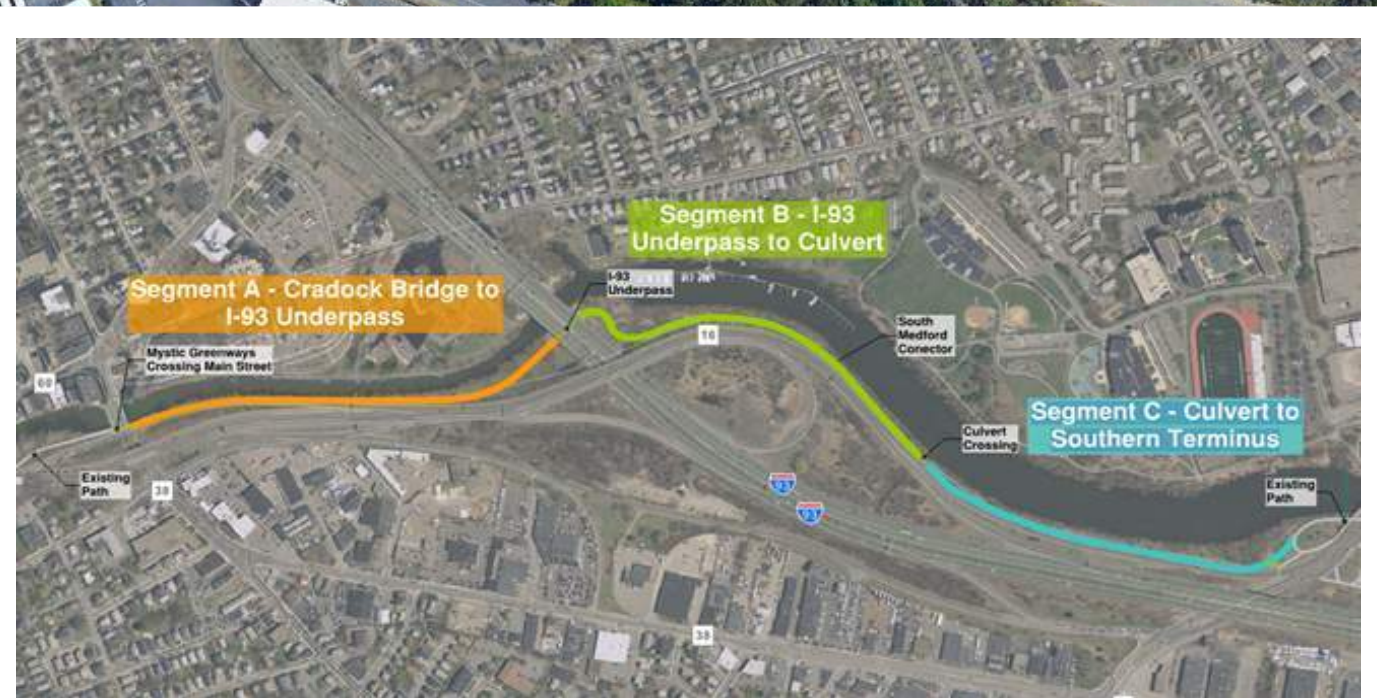 Segment B - I-93
Underpass to Culvert
I-93
Underpass
Segment A - Cradock Bridge to
I-93 Underpass
South
Medford
Conector
16
Mystic Greenways
Crossing Main Street
60
Segment C - Culvert to
Southern Terminus
Culvert
Crossing
Existing
Path
38
Existing
Path
93
93
38